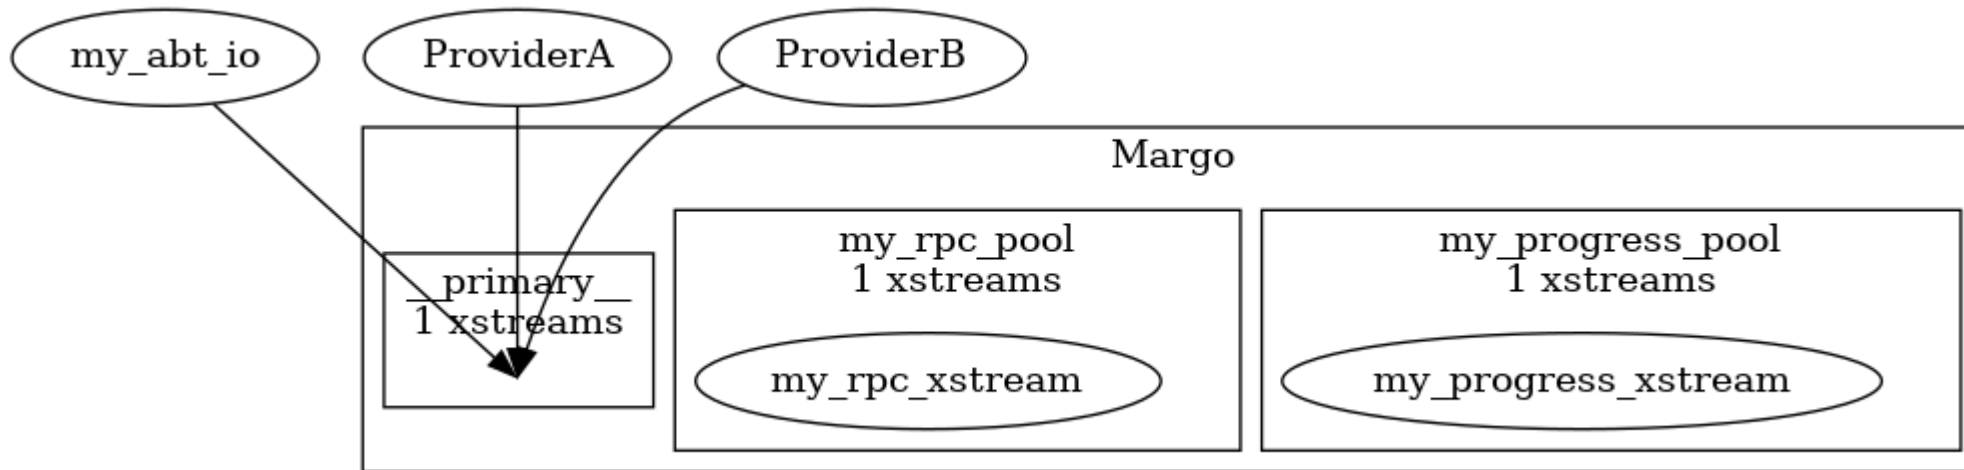 my_abt_io
ProviderA
ProviderB
Margo
__primary__
1 xstreams
my_rpc_pool
1 xstreams
my_rpc_xstream
my_progress_pool
1 xstreams
my_progress_xstream